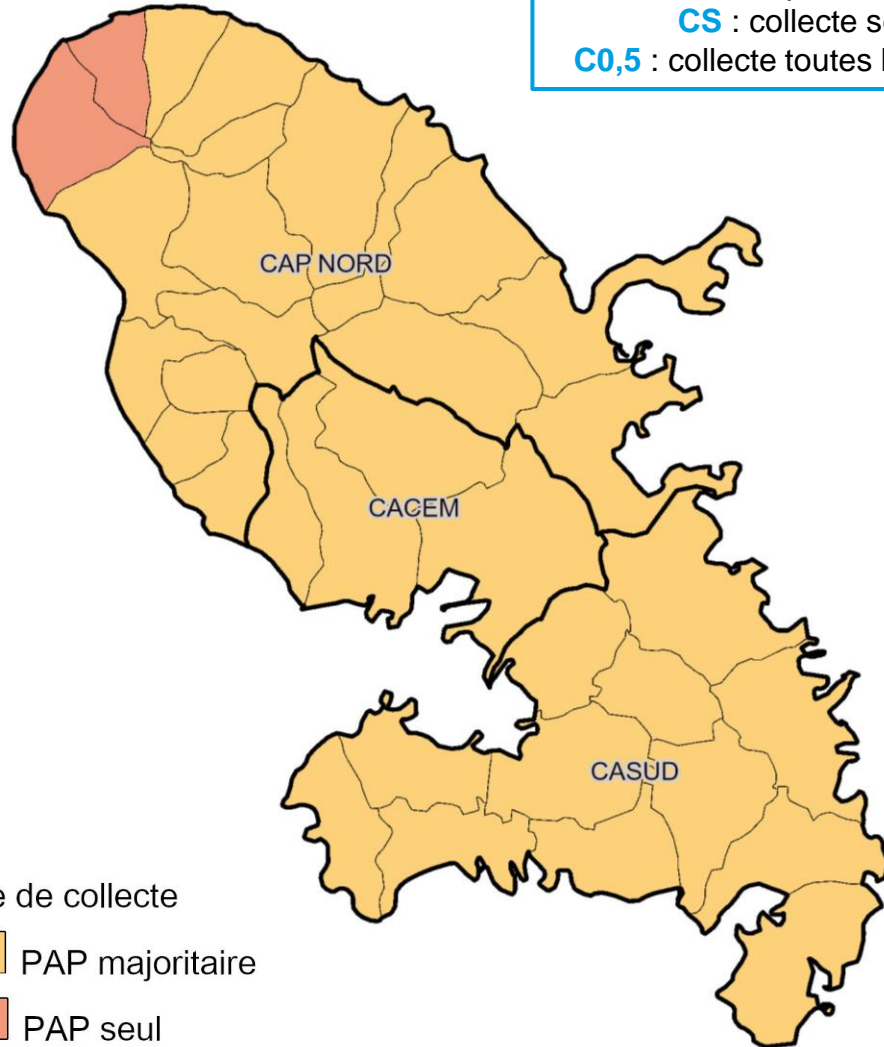 CS : collecte
C0,5 : collecte toutes
CAP NORD
CACEM
CASUD
de collecte
PAP majoritaire
PAP seul